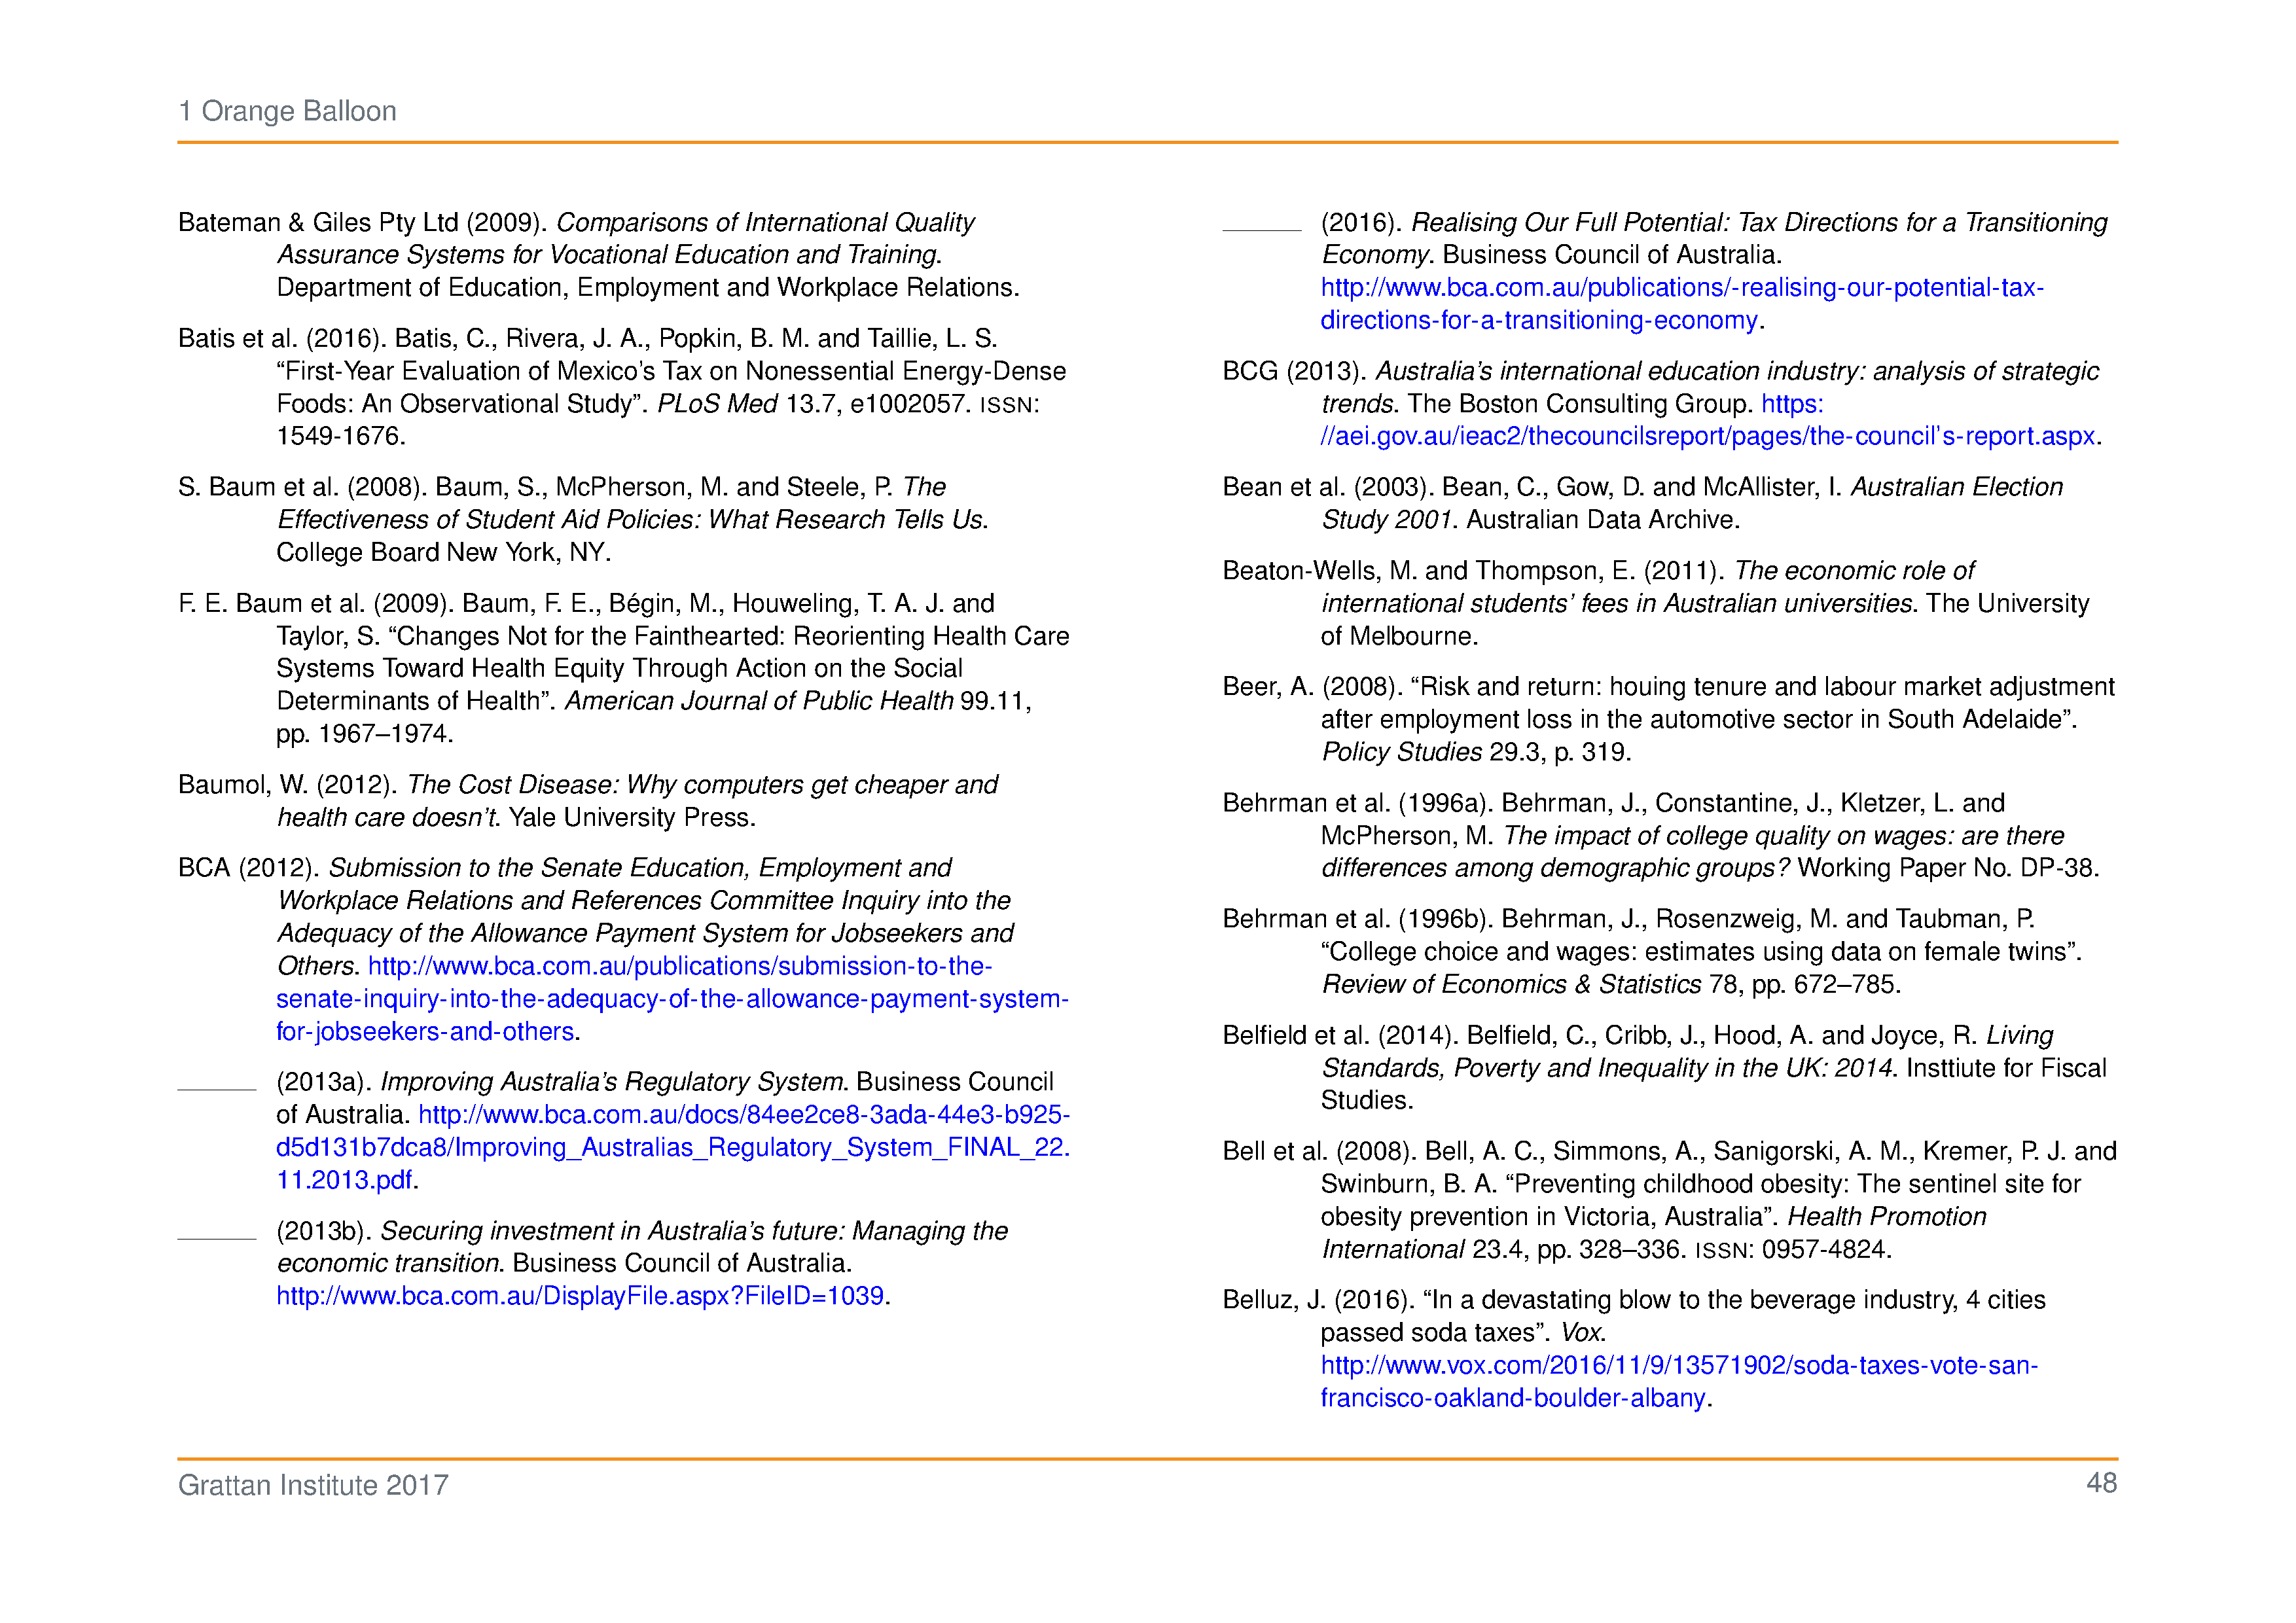 1 Orange Balloon
Bateman & Giles Pty Ltd (2009). Comparisons of International Quality
Assurance Systems for Vocational Education and Training.
Department of Education, Employment and Workplace Relations.
Batis et al. (2016). Batis, C., Rivera, J. A., Popkin, B. M. and Taillie, L. S.
“First-Year Evaluation of Mexico’s Tax on Nonessential Energy-Dense
Foods: An Observational Study”. PLoS Med 13.7, e1002057. ISSN:
1549-1676.
S. Baum et al. (2008). Baum, S., McPherson, M. and Steele, P. The
Effectiveness of Student Aid Policies: What Research Tells Us.
College Board New York, NY.
F. E. Baum et al. (2009). Baum, F. E., Bégin, M., Houweling, T. A. J. and
Taylor, S. “Changes Not for the Fainthearted: Reorienting Health Care
Systems Toward Health Equity Through Action on the Social
Determinants of Health”. American Journal of Public Health 99.11,
pp. 1967–1974.
Baumol, W. (2012). The Cost Disease: Why computers get cheaper and
health care doesn’t. Yale University Press.
BCA (2012). Submission to the Senate Education, Employment and
Workplace Relations and References Committee Inquiry into the
Adequacy of the Allowance Payment System for Jobseekers and
Others. http://www.bca.com.au/publications/submission-to-the-
senate-inquiry-into-the-adequacy-of-the-allowance-payment-system-
for-jobseekers-and-others.
(2013a). Improving Australia’s Regulatory System. Business Council
of Australia. http://www.bca.com.au/docs/84ee2ce8-3ada-44e3-b925-
d5d131b7dca8/Improving_Australias_Regulatory_System_FINAL_22.
11.2013.pdf.
(2013b). Securing investment in Australia’s future: Managing the
economic transition. Business Council of Australia.
http://www.bca.com.au/DisplayFile.aspx?FileID=1039.
(2016). Realising Our Full Potential: Tax Directions for a Transitioning
Economy. Business Council of Australia.
http://www.bca.com.au/publications/-realising-our-potential-tax-
directions-for-a-transitioning-economy.
BCG (2013). Australia’s international education industry: analysis of strategic
trends. The Boston Consulting Group. https:
//aei.gov.au/ieac2/thecouncilsreport/pages/the-council’s-report.aspx.
Bean et al. (2003). Bean, C., Gow, D. and McAllister, I. Australian Election
Study 2001. Australian Data Archive.
Beaton-Wells, M. and Thompson, E. (2011). The economic role of
international students’ fees in Australian universities. The University
of Melbourne.
Beer, A. (2008). “Risk and return: houing tenure and labour market adjustment
after employment loss in the automotive sector in South Adelaide”.
Policy Studies 29.3, p. 319.
Behrman et al. (1996a). Behrman, J., Constantine, J., Kletzer, L. and
McPherson, M. The impact of college quality on wages: are there
differences among demographic groups? Working Paper No. DP-38.
Behrman et al. (1996b). Behrman, J., Rosenzweig, M. and Taubman, P.
“College choice and wages: estimates using data on female twins”.
Review of Economics & Statistics 78, pp. 672–785.
Belfield et al. (2014). Belfield, C., Cribb, J., Hood, A. and Joyce, R. Living
Standards, Poverty and Inequality in the UK: 2014. Insttiute for Fiscal
Studies.
Bell et al. (2008). Bell, A. C., Simmons, A., Sanigorski, A. M., Kremer, P. J. and
Swinburn, B. A. “Preventing childhood obesity: The sentinel site for
obesity prevention in Victoria, Australia”. Health Promotion
International 23.4, pp. 328–336. ISSN: 0957-4824.
Belluz, J. (2016). “In a devastating blow to the beverage industry, 4 cities
passed soda taxes”. Vox.
http://www.vox.com/2016/11/9/13571902/soda-taxes-vote-san-
francisco-oakland-boulder-albany.
Grattan Institute 2017
48